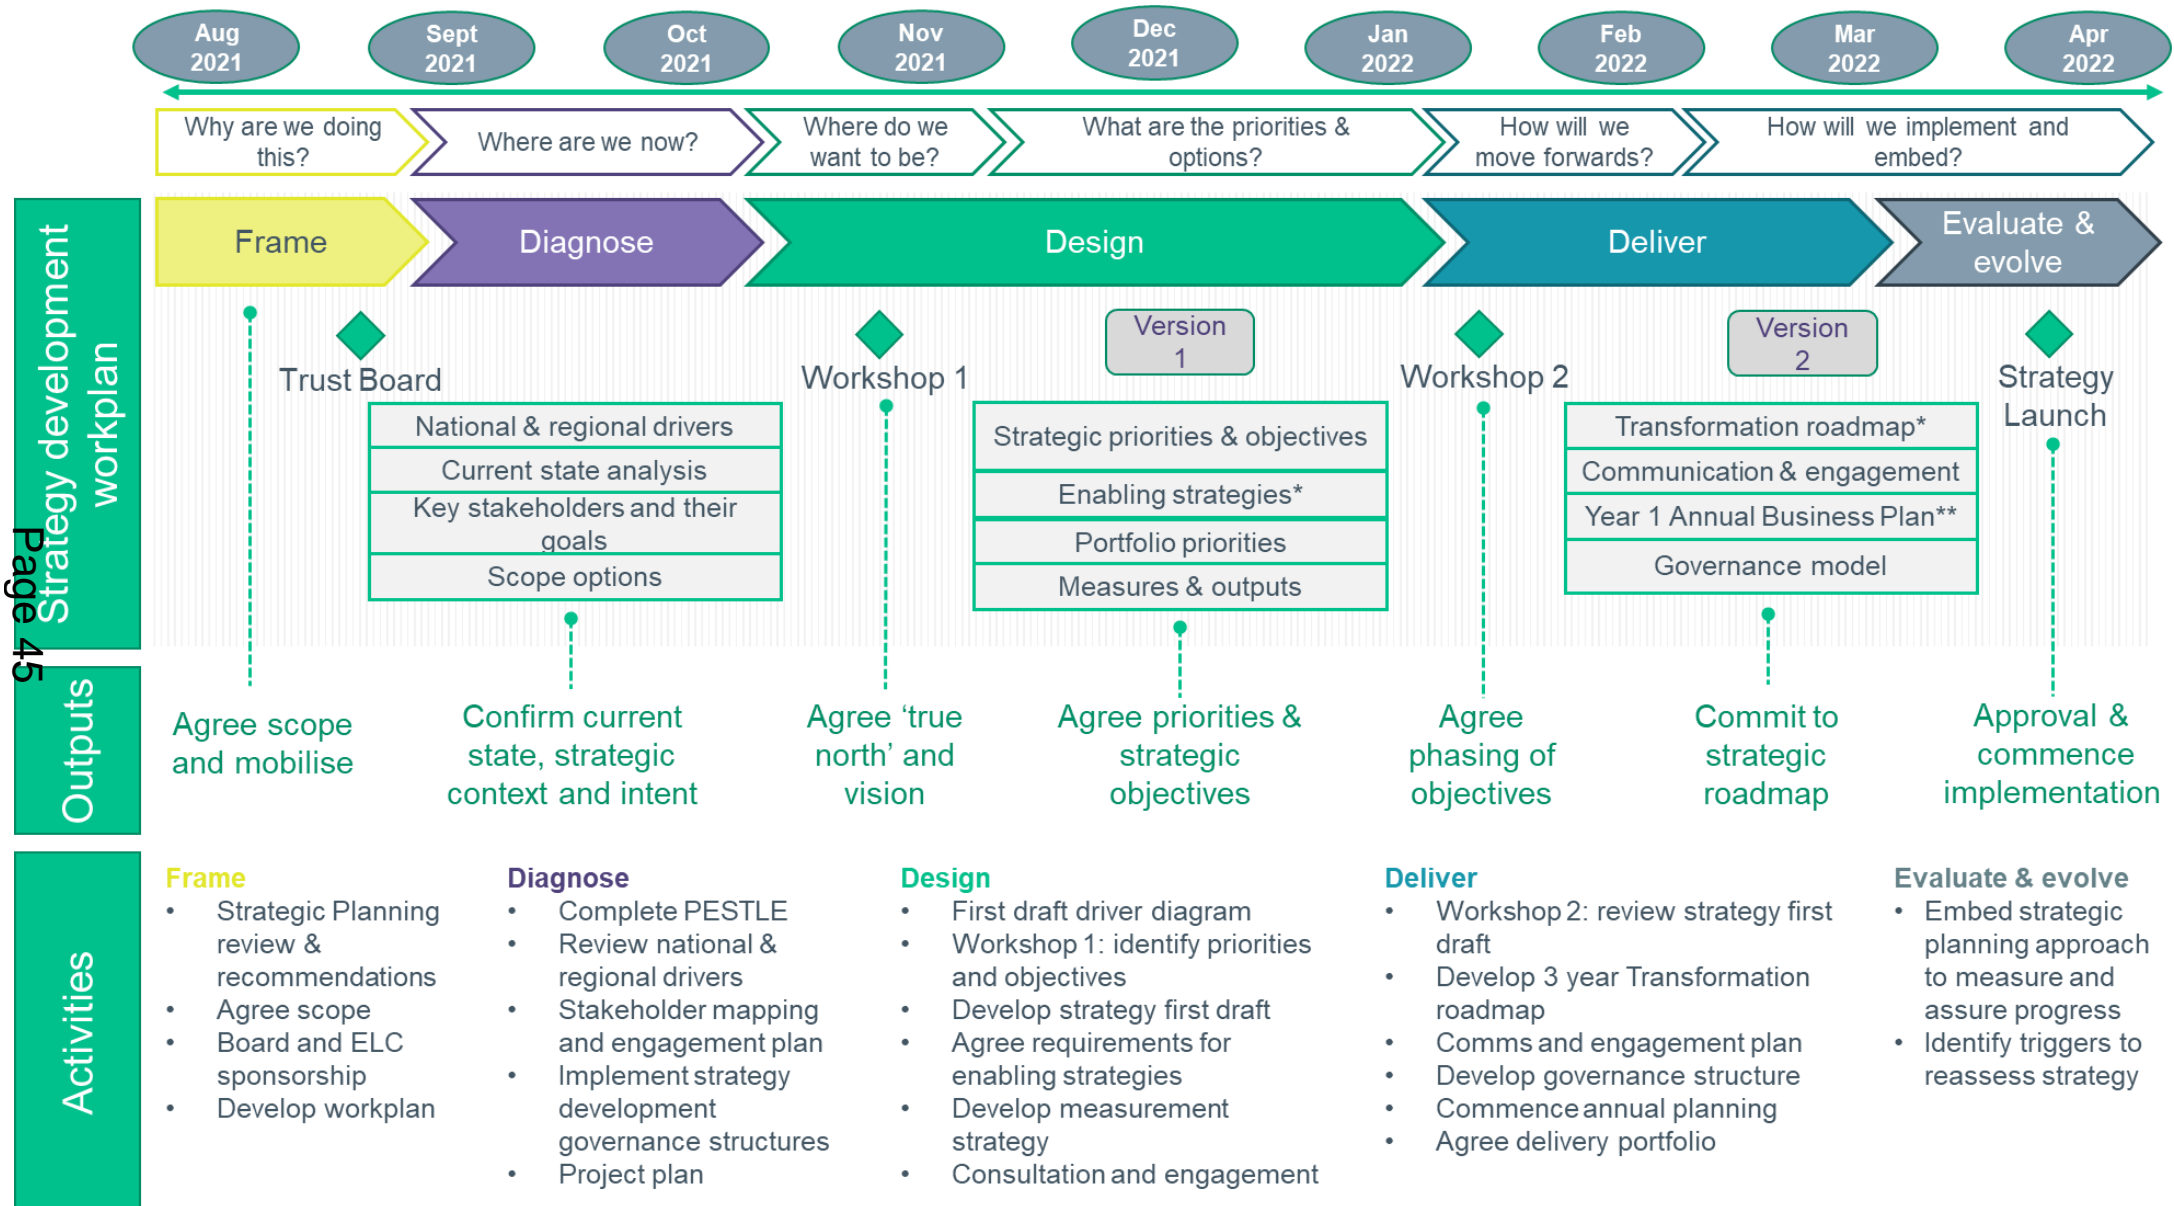 Aug
2021
Sept
2021
Oct
2021
Nov
2021
Dec
2021
Jan
2022
Feb
2022
Mar
2022
Apr
2022
Why are we doing
this?
Where are we now?
Where do we
want to be?
What are the priorities &
options?
How will we
move forwards?
How will we implement and
embed?
Strategy development
workplan
Frame
Diagnose
Design
Deliver
Evaluate &
evolve
Trust Board
Workshop 1
Version
1
Workshop 2
Version
2
Strategy
Launch
National & regional drivers
Current state analysis
Key stakeholders and their
goals
Scope options
Strategic priorities & objectives
Enabling strategies*
Portfolio priorities
Measures & outputs
Transformation roadmap*
Communication & engagement
Year 1 Annual Business Plan**
Governance model
Page 45
Outputs
Agree scope
and mobilise
Confirm current
state, strategic
context and intent
Agree ‘true
north’ and
vision
Agree priorities &
strategic
objectives
Agree
phasing of
objectives
Commit to
strategic
roadmap
Approval &
commence
implementation
Activities
Frame
• Strategic Planning
review &
recommendations
• Agree scope
• Board and ELC
sponsorship
• Develop workplan
Diagnose
• Complete PESTLE
• Review national &
regional drivers
• Stakeholder mapping
and engagement plan
• Implement strategy
development
governance structures
• Project plan
Design
• First draft driver diagram
• Workshop 1: identify priorities
and objectives
• Develop strategy first draft
• Agree requirements for
enabling strategies
• Develop measurement
strategy
• Consultation and engagement
Deliver
• Workshop 2: review strategy first
draft
• Develop 3 year Transformation
roadmap
• Comms and engagement plan
• Develop governance structure
• Commence annual planning
• Agree delivery portfolio
Evaluate & evolve
• Embed strategic
planning approach
to measure and
assure progress
• Identify triggers to
reassess strategy